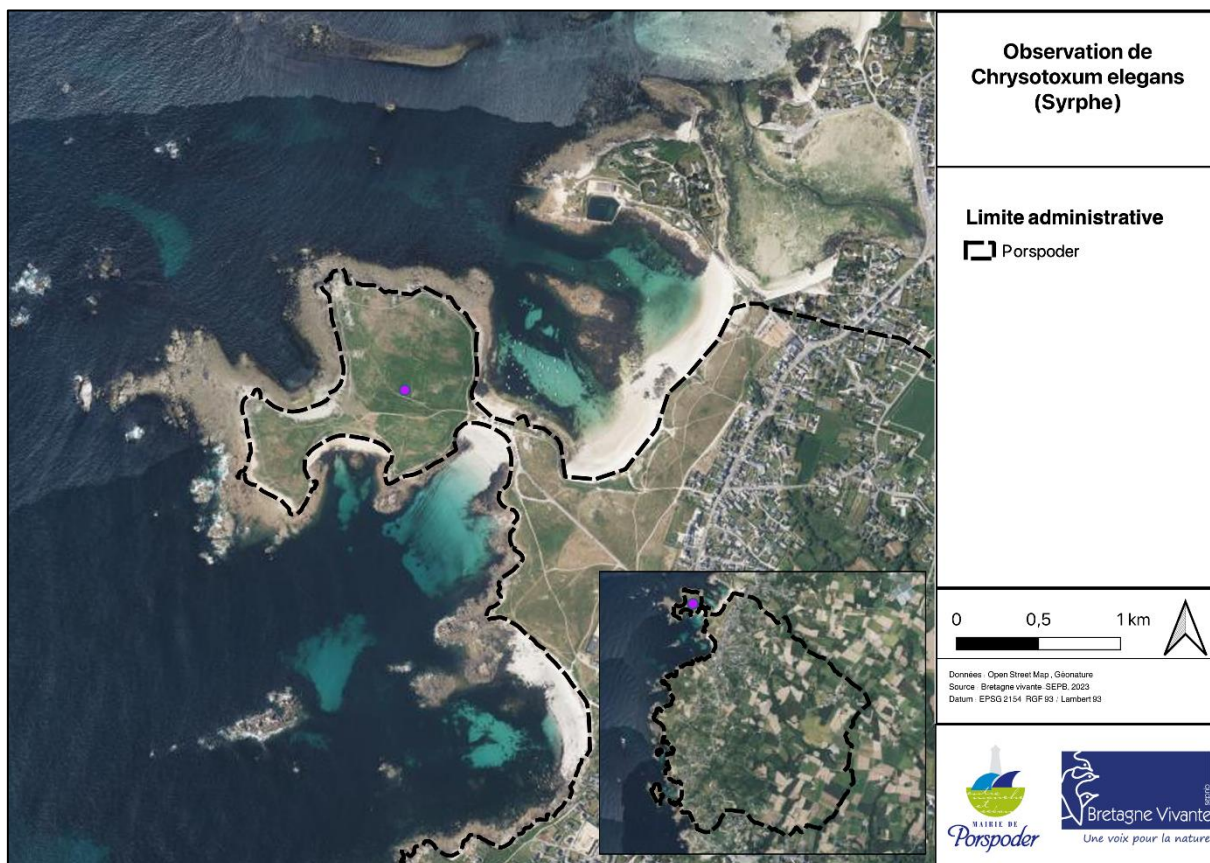 Observation de
Chrysotoxum elegans
(Syrphe)
Limite administrative
Porspoder
0 0,5 1 km
Données : Open Street Map , Géonature
Source : Bretagne vivante-SEPB, 2023
Datum : EPSG 2154 RGF 93 / Lambert 93
MAIRIE DE
Porspoder
Bretagne Vivante
Une voix pour la nature